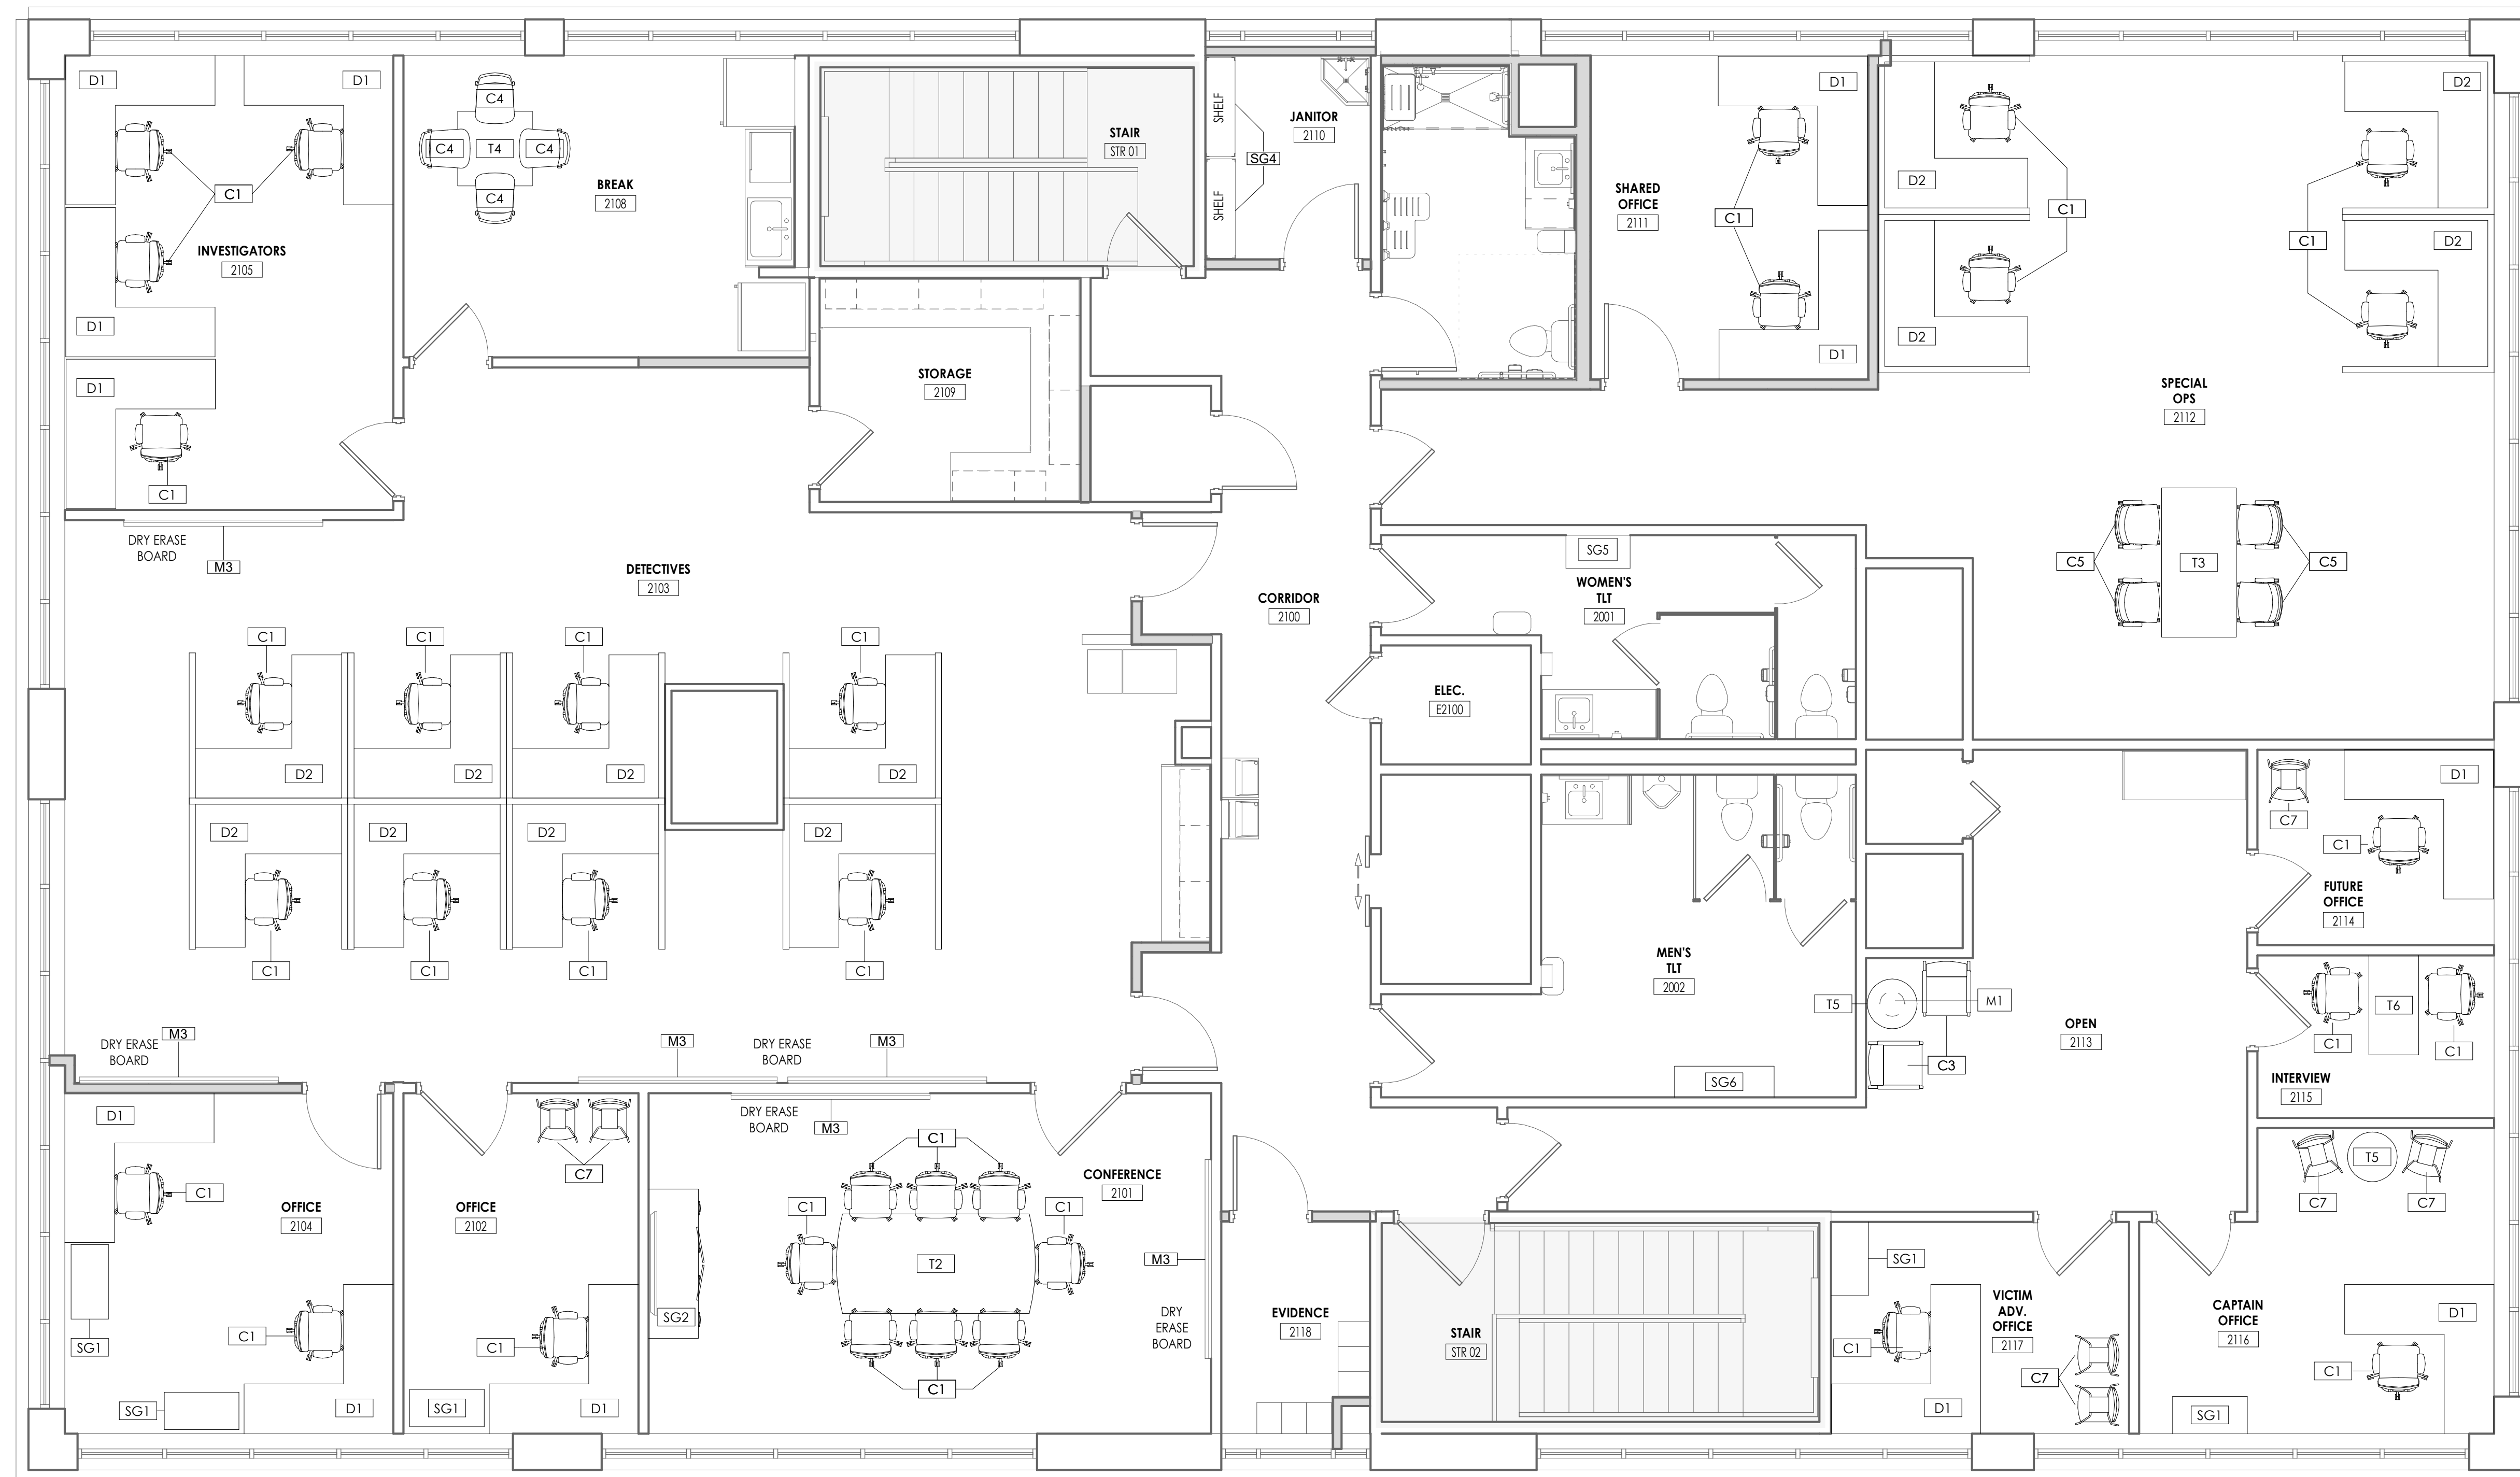 D1
D1
C1
INVESTIGATORS
2105
D1
D1
C1
C4
C4
T4
C4
C4
BREAK
2108
STAIR
STR 01
SHELF
SHELF
SG4
JANITOR
2110
SHARED
OFFICE
2111
D1
C1
D1
D2
C1
D2
D2
C1
D2
SPECIAL
OPS
2112
C5
T3
C5
STORAGE
2109
DRY ERASE
BOARD
M3
DETECTIVES
2103
CORRIDOR
2100
SG5
WOMEN'S
TLT
2001
ELEC.
E2100
C1
C1
C1
C1
D2
D2
D2
D2
D2
D2
D2
D2
C1
C1
C1
C1
MEN'S
TLT
2002
SG6
T5
M1
C3
OPEN
2113
C7
D1
C1
FUTURE
OFFICE
2114
T6
C1
C1
INTERVIEW
2115
DRY ERASE
BOARD
M3
M3
DRY ERASE
BOARD
M3
D1
C1
OFFICE
2104
SG1
C1
SG1
D1
C7
OFFICE
2102
C1
SG1
D1
DRY ERASE
BOARD
M3
C1
CONFERENCE
2101
C1
C1
T2
M3
SG2
C1
DRY
ERASE
BOARD
EVIDENCE
2118
STAIR
STR 02
SG1
VICTIM
ADV.
OFFICE
2117
C1
C7
D1
C7
T5
C7
CAPTAIN
OFFICE
2116
D1
C1
SG1